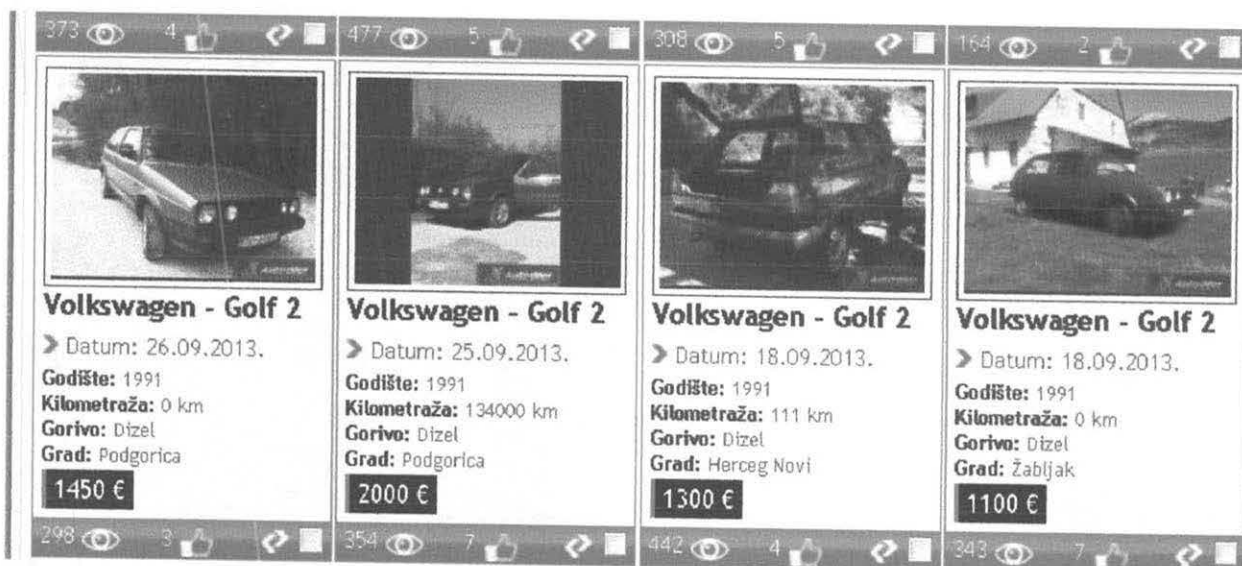 373 4
477 5
308 5
164 2
Volkswagen - Golf 2
Datum: 26.09.2013.
Godište: 1991
Kilometraža: 0 km
Gorivo: Dizel
Grad: Podgorica
1450 €
Volkswagen - Golf 2
Datum: 25.09.2013.
Godište: 1991
Kilometraža: 134000 km
Gorivo: Dizel
Grad: Podgorica
2000 €
Volkswagen - Golf 2
Datum: 18.09.2013.
Godište: 1991
Kilometraža: 111 km
Gorivo: Dizel
Grad: Herceg Novi
1300 €
Volkswagen - Golf 2
Datum: 18.09.2013.
Godište: 1991
Kilometraža: 0 km
Gorivo: Dizel
Grad: Žabljak
1100 €
298 3
354 7
442 4
343 7